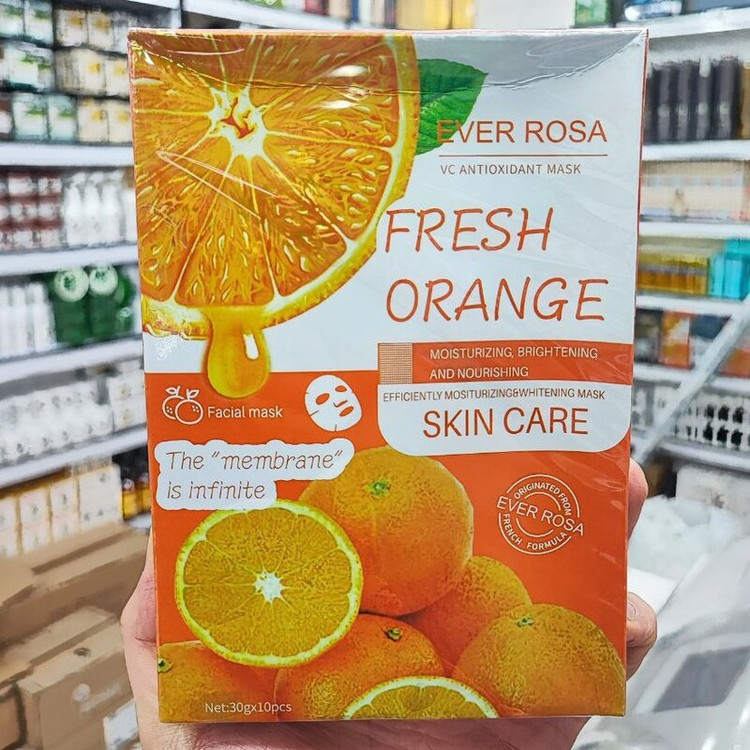 EVER ROSA
VC ANTIOXIDANT MASK
FRESH
ORANGE
MOISTURIZING, BRIGHTENING
AND NOURISHING
EFFICIENTLY MOSITURIZING&WHITENING MASK
SKIN CARE
Facial mask
The "membrane"
is infinite
ORIGINATED FROM
EVER ROSA
FRENCH FORMULA
Net:30gx10pcs